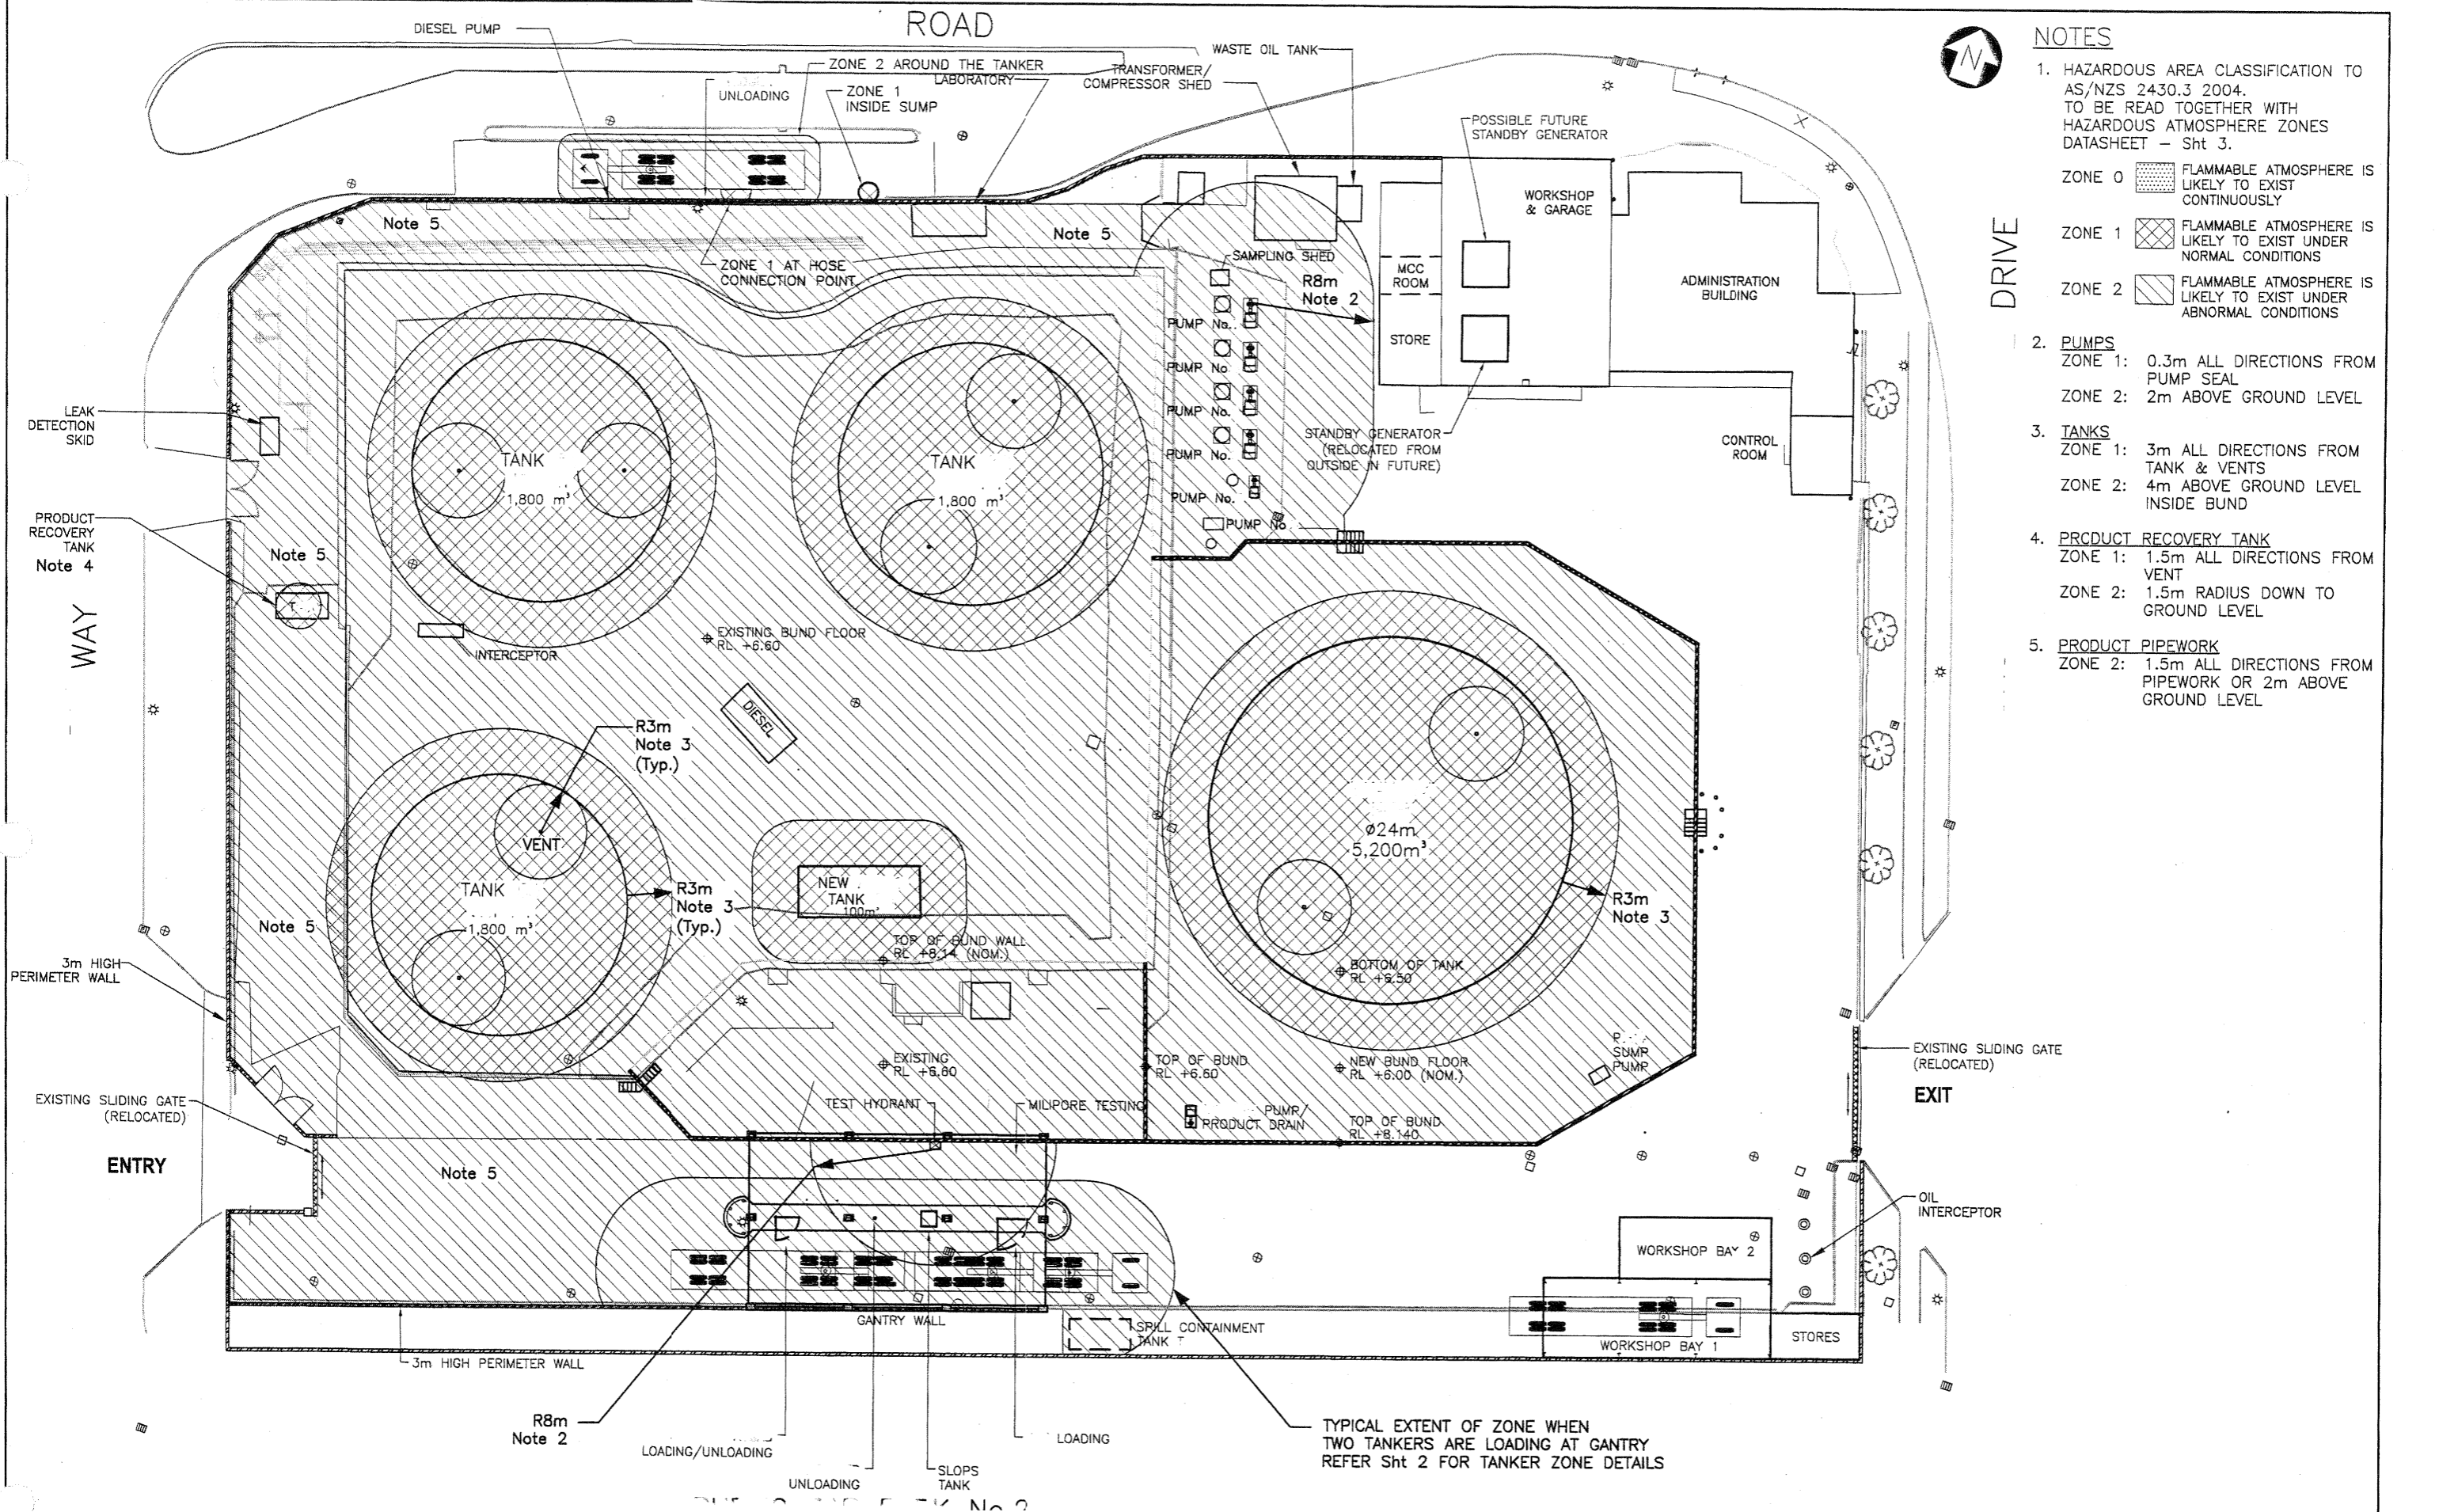 ROAD
DIESEL PUMP
UNLOADING
ZONE 2 AROUND THE TANKER
LABORATORY
ZONE 1
INSIDE SUMP
WASTE OIL TANK
TRANSFORMER/
COMPRESSOR SHED
POSSIBLE FUTURE
STANDBY GENERATOR
WORKSHOP
& GARAGE
ADMINISTRATION
BUILDING
DRIVE
Note 5
Note 5
ZONE 1 AT HOSE
CONNECTION POINT
SAMPLING SHED
R8m
Note 2
MCC
ROOM
STORE
PUMP No.
PUMP No
PUMP No.
PUMP No.
PUMP No.
PUMP No
STANDBY GENERATOR
(RELOCATED FROM
OUTSIDE IN FUTURE)
CONTROL
ROOM
LEAK
DETECTION
SKID
TANK
1,800 m³
TANK
1,800 m³
PRODUCT
RECOVERY
TANK
Note 4
Note 5
T
WAY
INTERCEPTOR
EXISTING BUND FLOOR
RL +6.60
DIESEL
R3m
Note 3
(Typ.)
VENT
TANK
1,800 m³
R3m
Note 3
(Typ.)
NEW
TANK
100m³
TOP OF BUND WALL
RL +8.14 (NOM.)
ø24m
5,200m³
R3m
Note 3
BOTTOM OF TANK
RL +6.50
Note 5
3m HIGH
PERIMETER WALL
EXISTING
RL +6.60
TOP OF BUND
RL +6.60
NEW BUND FLOOR
RL +6.00 (NOM.)
SUMP
PUMP
EXISTING SLIDING GATE
(RELOCATED)
EXIT
EXISTING SLIDING GATE
(RELOCATED)
ENTRY
TEST HYDRANT
MILIPORE TESTING
PUMP/
PRODUCT DRAIN
TOP OF BUND
RL +8.140
Note 5
OIL
INTERCEPTOR
WORKSHOP BAY 2
WORKSHOP BAY 1
STORES
GANTRY WALL
SPILL CONTAINMENT
TANK T
3m HIGH PERIMETER WALL
R8m
Note 2
LOADING/UNLOADING
UNLOADING
SLOPS
TANK
LOADING
TYPICAL EXTENT OF ZONE WHEN
TWO TANKERS ARE LOADING AT GANTRY
REFER Sht 2 FOR TANKER ZONE DETAILS
N
NOTES
1. HAZARDOUS AREA CLASSIFICATION TO
AS/NZS 2430.3 2004.
TO BE READ TOGETHER WITH
HAZARDOUS ATMOSPHERE ZONES
DATASHEET – Sht 3.
ZONE 0 FLAMMABLE ATMOSPHERE IS
LIKELY TO EXIST
CONTINUOUSLY
ZONE 1 FLAMMABLE ATMOSPHERE IS
LIKELY TO EXIST UNDER
NORMAL CONDITIONS
ZONE 2 FLAMMABLE ATMOSPHERE IS
LIKELY TO EXIST UNDER
ABNORMAL CONDITIONS
2. PUMPS
ZONE 1: 0.3m ALL DIRECTIONS FROM
PUMP SEAL
ZONE 2: 2m ABOVE GROUND LEVEL
3. TANKS
ZONE 1: 3m ALL DIRECTIONS FROM
TANK & VENTS
ZONE 2: 4m ABOVE GROUND LEVEL
INSIDE BUND
4. PRODUCT RECOVERY TANK
ZONE 1: 1.5m ALL DIRECTIONS FROM
VENT
ZONE 2: 1.5m RADIUS DOWN TO
GROUND LEVEL
5. PRODUCT PIPEWORK
ZONE 2: 1.5m ALL DIRECTIONS FROM
PIPEWORK OR 2m ABOVE
GROUND LEVEL